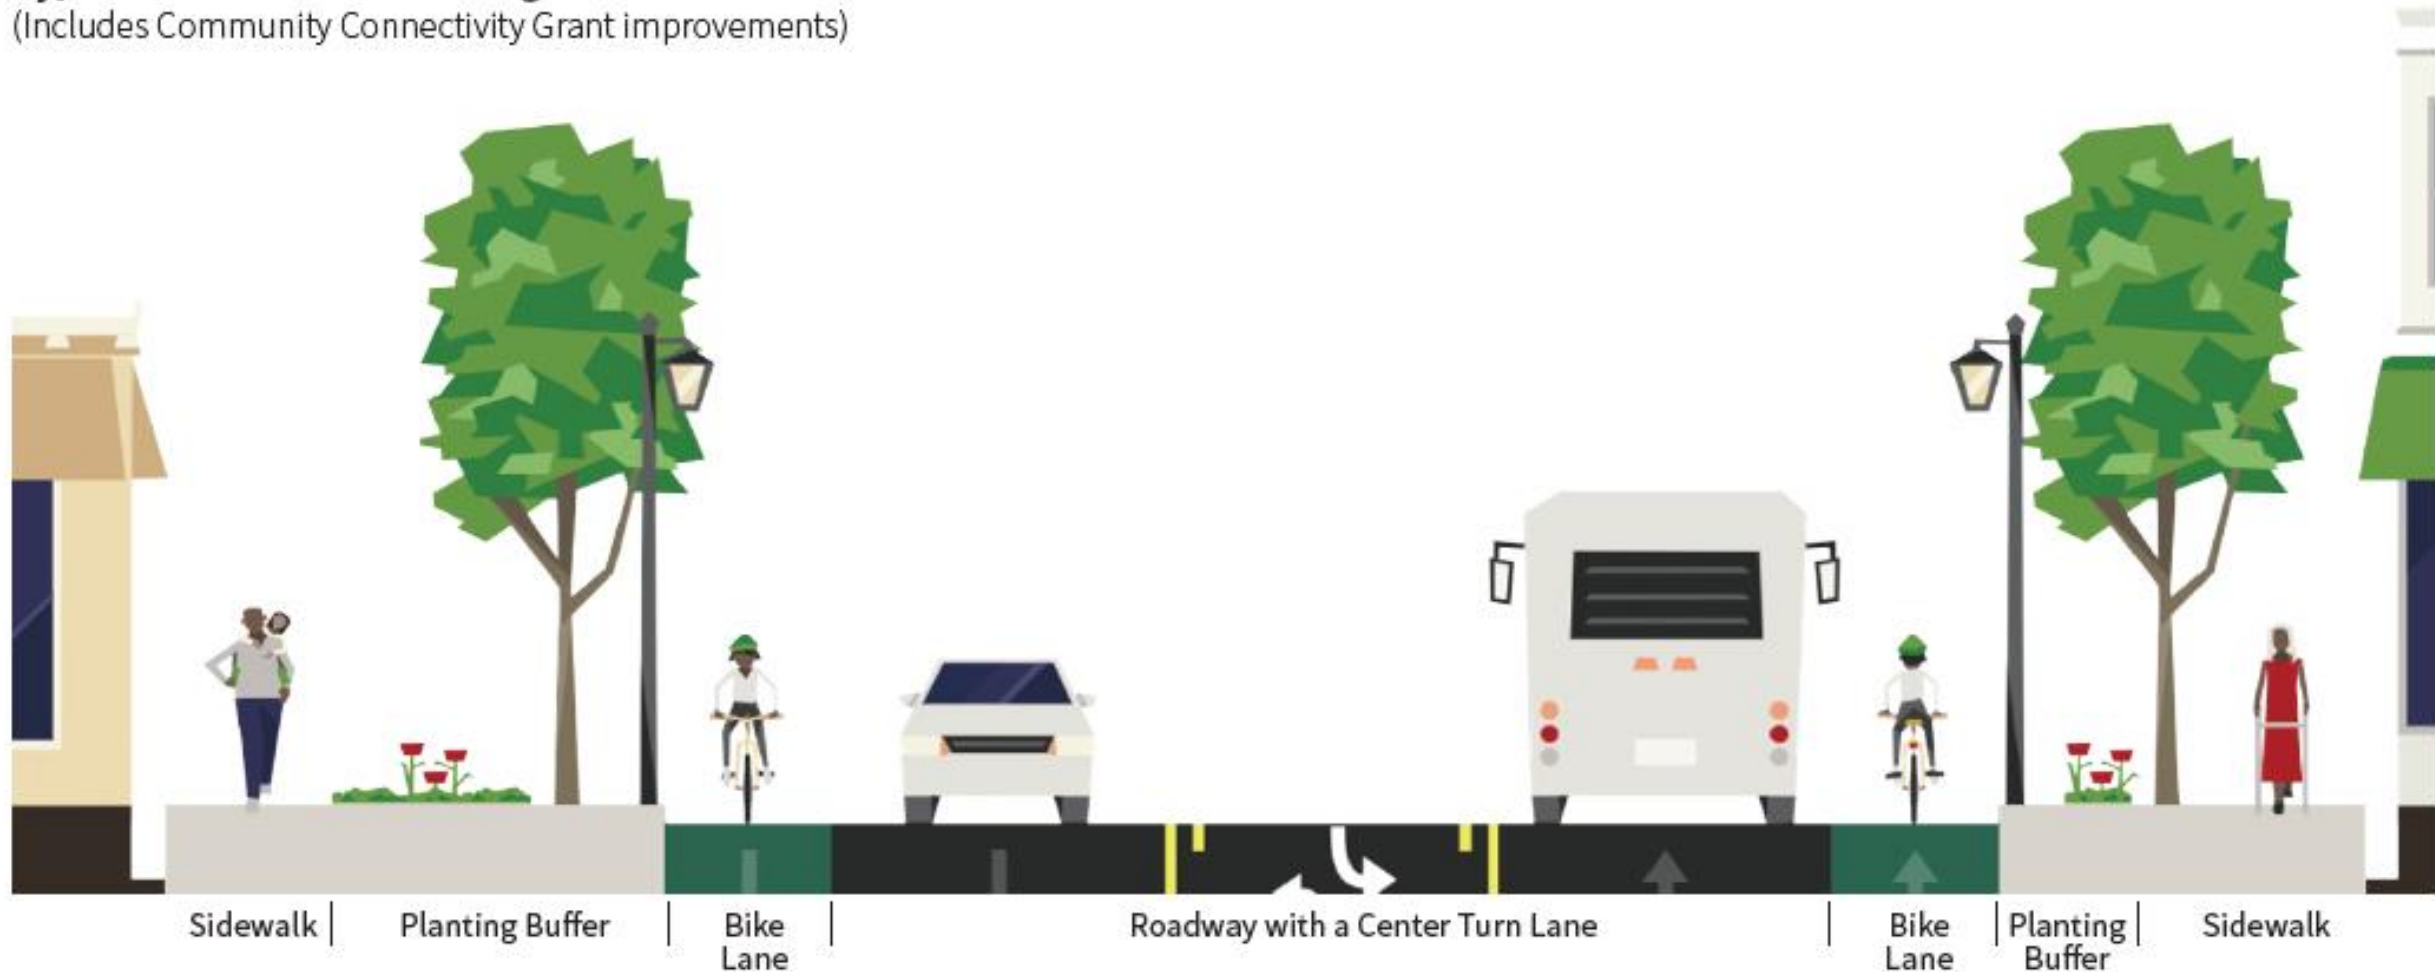 (Includes Community Connectivity Grant improvements)
Sidewalk
Planting Buffer
Bike
Lane
Roadway with a Center Turn Lane
Bike
Lane
Planting
Buffer
Sidewalk